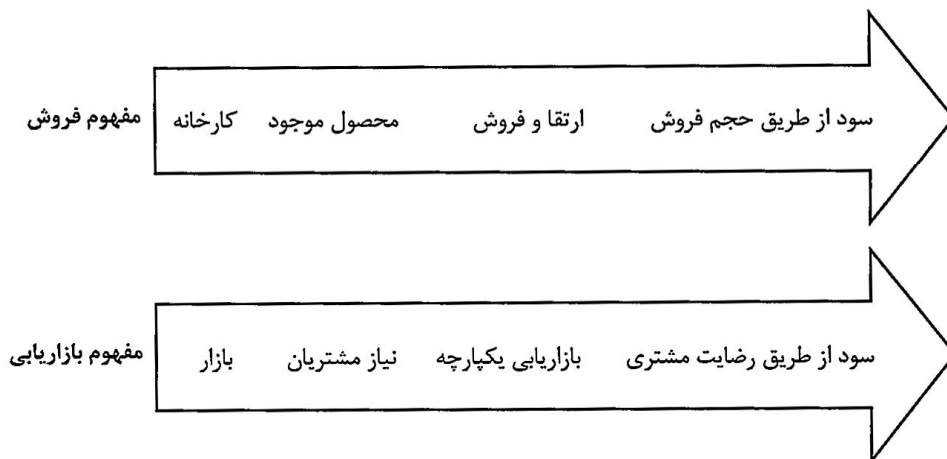 مفهوم فروش کارخانه محصول موجود ارتقا و فروش سود از طریق حجم فروش
مفهوم بازاریابی بازار نیاز مشتریان بازاریابی یکپارچه سود از طریق رضایت مشتری